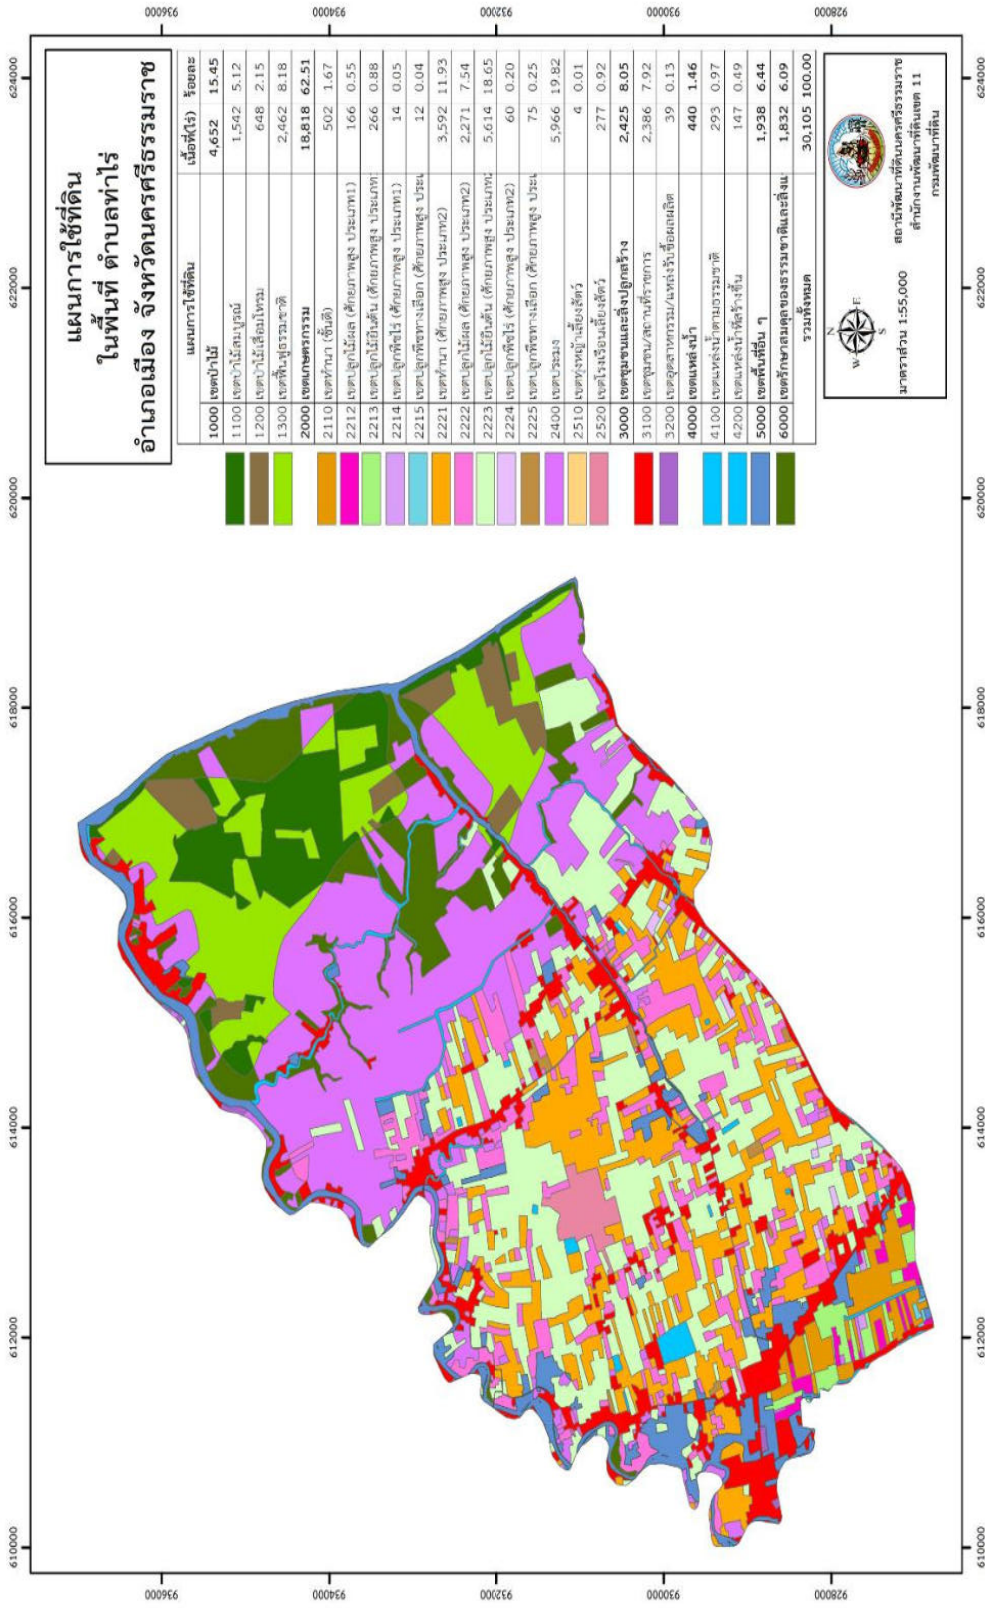 แผนการใช้ที่ดิน
ในพื้นที่ ตำบลท่าไร่
อำเภอเมือง จังหวัดนครศรีธรรมราช
แผนการใช้ที่ดิน เนื้อที่(ไร่) ร้อยละ
1000 เขตป่าไม้ 4,652 15.45
1100 เขตป่าไม้สมบูรณ์ 1,542 5.12
1200 เขตป่าไม้เสื่อมโทรม 648 2.15
1300 เขตฟื้นฟูธรรมชาติ 2,462 8.18
2000 เขตเกษตรกรรม 18,818 62.51
2110 เขตทำนา (ชั้นดี) 502 1.67
2212 เขตปลูกไม้ผล (ศักยภาพสูง ประเภท1) 166 0.55
2213 เขตปลูกไม้ยืนต้น (ศักยภาพสูง ประเภท1 266 0.88
2214 เขตปลูกพืชไร่ (ศักยภาพสูง ประเภท1) 14 0.05
2215 เขตปลูกพืชทางเลือก (ศักยภาพสูง ประเ 12 0.04
2221 เขตทำนา (ศักยภาพสูง ประเภท2) 3,592 11.93
2222 เขตปลูกไม้ผล (ศักยภาพสูง ประเภท2) 2,271 7.54
2223 เขตปลูกไม้ยืนต้น (ศักยภาพสูง ประเภท2 5,614 18.65
2224 เขตปลูกพืชไร่ (ศักยภาพสูง ประเภท2) 60 0.20
2225 เขตปลูกพืชทางเลือก (ศักยภาพสูง ประเ 75 0.25
2400 เขตประมง 5,966 19.82
2510 เขตทุ่งหญ้าเลี้ยงสัตว์ 4 0.01
2520 เขตโรงเรือนเลี้ยงสัตว์ 277 0.92
3000 เขตชุมชนและสิ่งปลูกสร้าง 2,425 8.05
3100 เขตชุมชน/สถานที่ราชการ 2,386 7.92
3200 เขตอุตสาหกรรม/แหล่งรับซื้อผลผลิต 39 0.13
4000 เขตแหล่งน้ำ 440 1.46
4100 เขตแหล่งน้ำตามธรรมชาติ 293 0.97
4200 เขตแหล่งน้ำที่สร้างขึ้น 147 0.49
5000 เขตพื้นที่อื่น ๆ 1,938 6.44
6000 เขตรักษาสมดุลของธรรมชาติและสิ่งแ 1,832 6.09
รวมทั้งหมด 30,105 100.00
N
W
E
S
มาตราส่วน 1:55,000
สถานีพัฒนาที่ดินนครศรีธรรมราช
สำนักงานพัฒนาที่ดินเขต 11
กรมพัฒนาที่ดิน
610000 612000 614000 616000 618000 620000 622000 624000
610000 612000 614000 616000 618000 620000 622000 624000
936000
934000
932000
930000
928000
936000
934000
932000
930000
928000